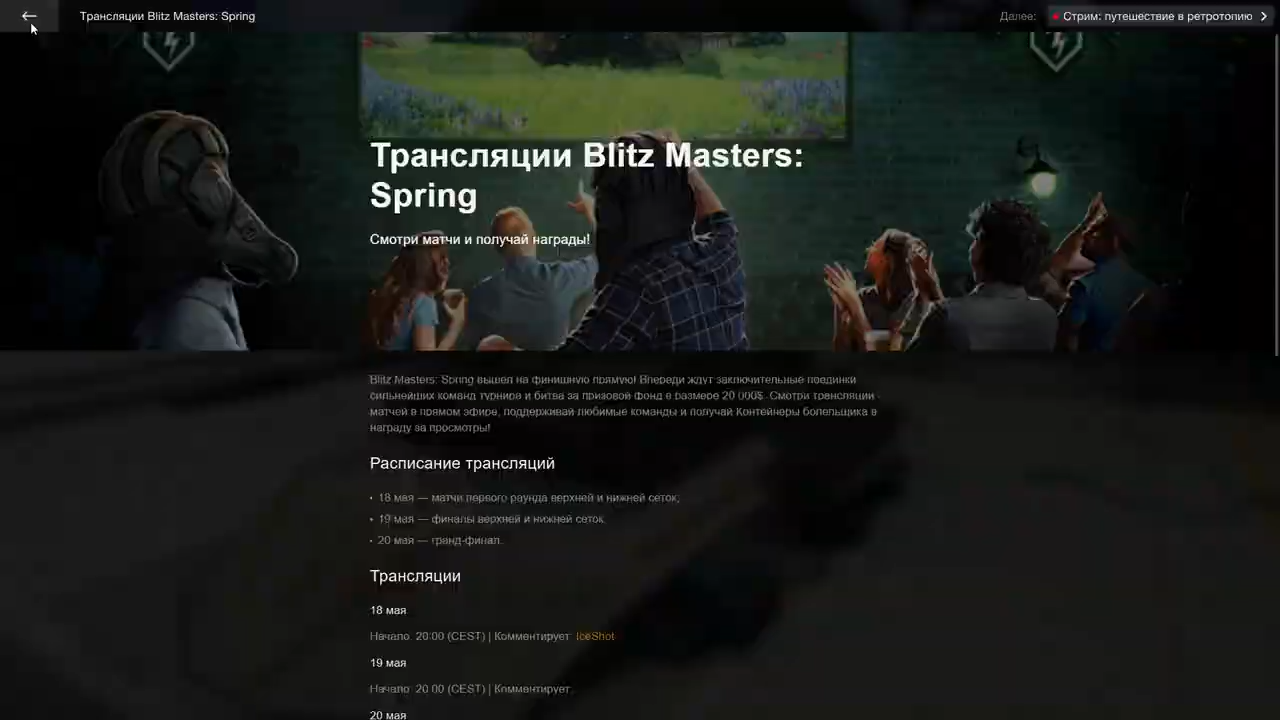 Трансляции Blitz Masters: Spring
Далее:
Стрим: путешествие в ретротопию
Трансляции Blitz Masters:
Spring
Смотри матчи и получай награды!
Blitz Masters: Spring вышел на финишную прямую! Впереди ждут заключительные поединки
сильнейших команд турнира и битва за призовой фонд в размере 20 000$. Смотри трансляции
матчей в прямом эфире, поддерживай любимые команды и получай Контейнеры болельщика в
награду за просмотры!
Расписание трансляций
• 18 мая — матчи первого раунда верхней и нижней сеток;
• 19 мая — финалы верхней и нижней сеток;
• 20 мая — гранд-финал.
Трансляции
18 мая
Начало: 20:00 (CEST) | Комментирует: IceShot
19 мая
Начало: 20:00 (CEST) | Комментирует:
20 мая